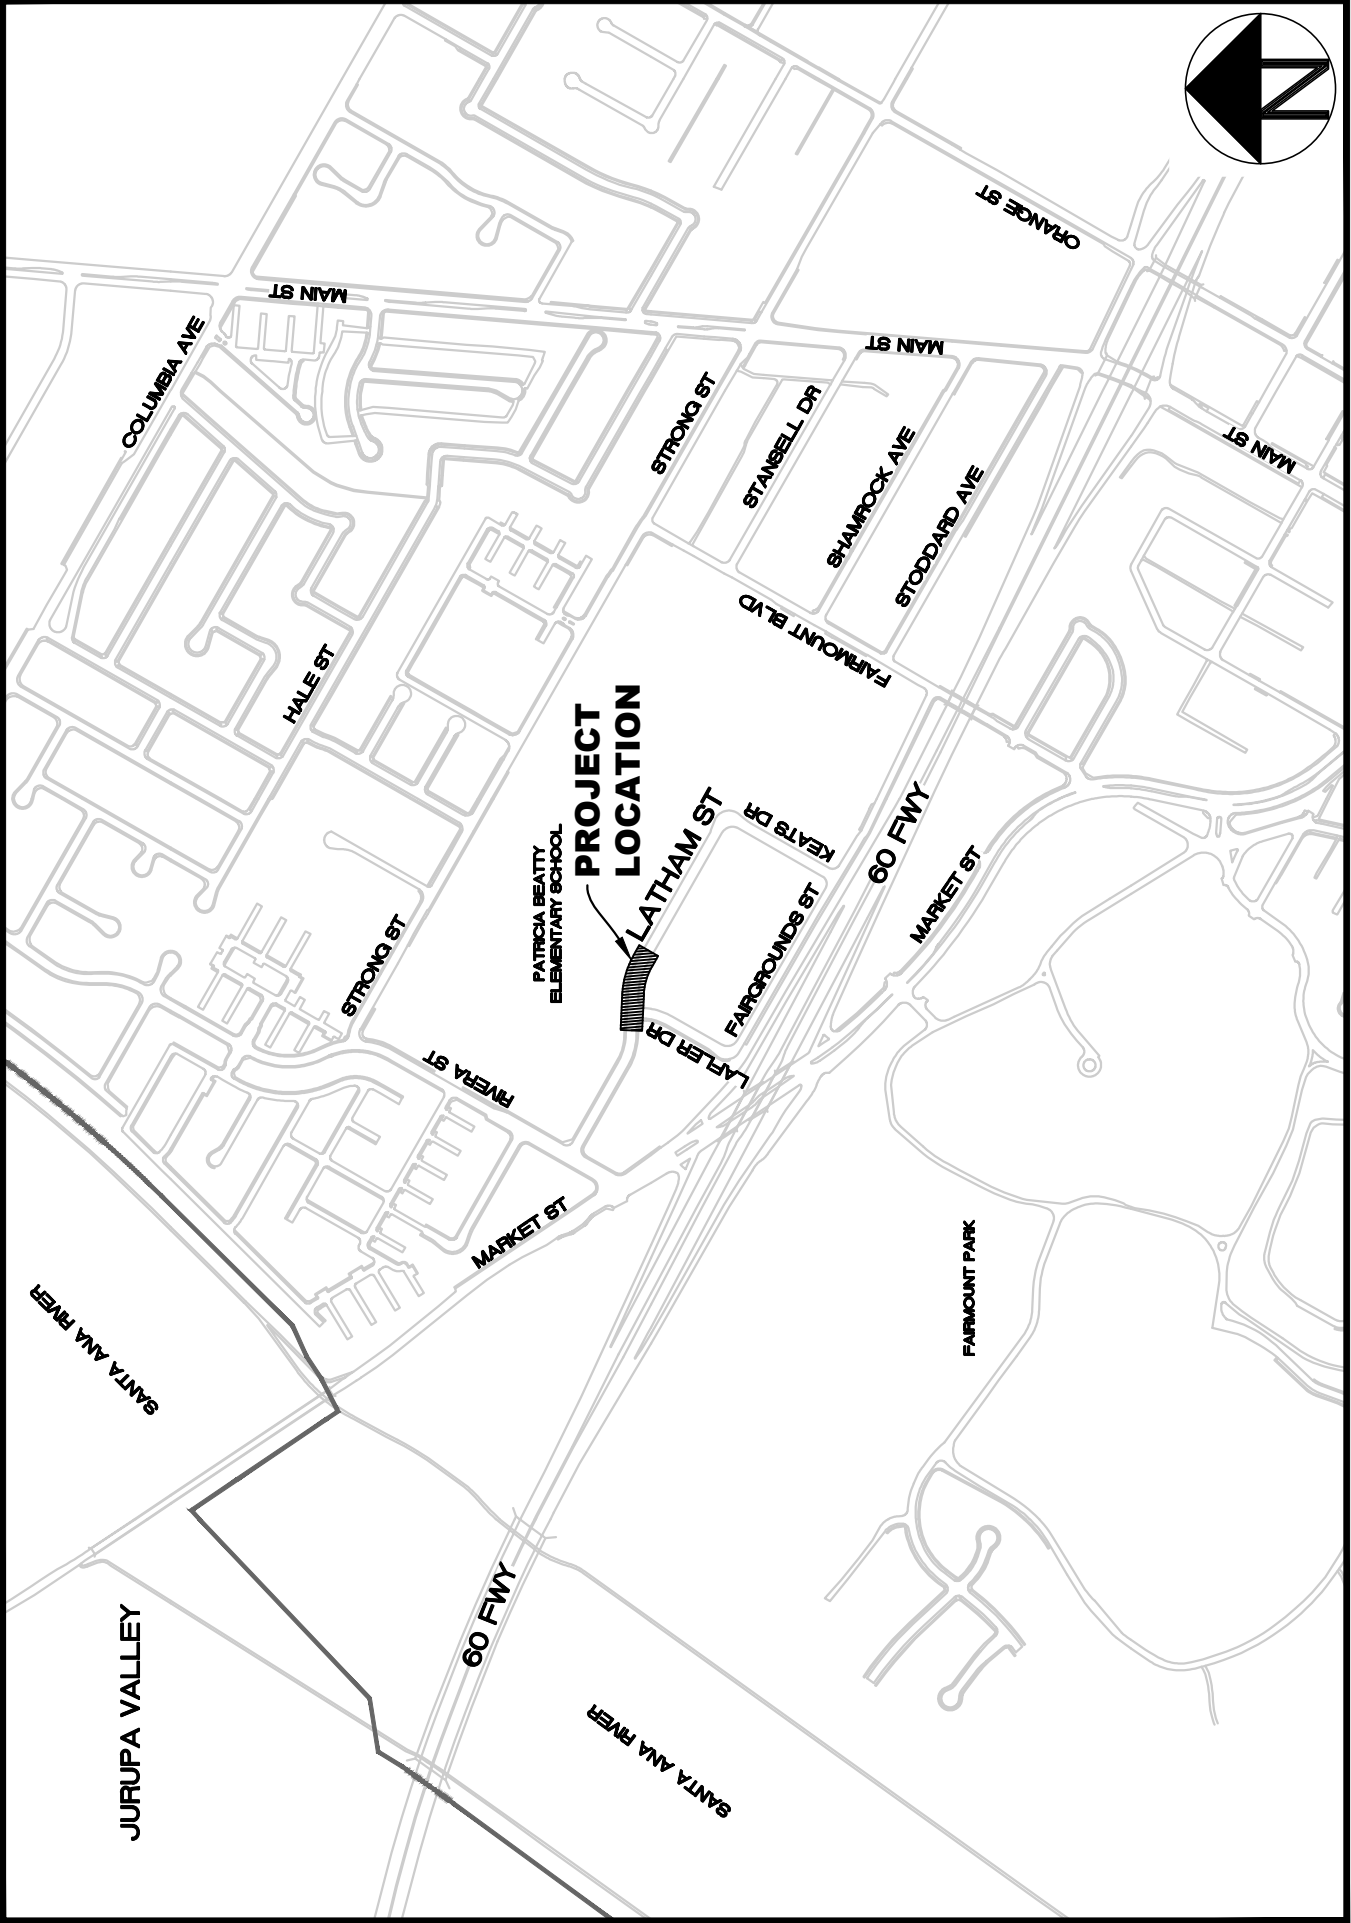 N
ORANGE ST
MAIN ST
COLUMBIA AVE
MAIN ST
STRONG ST
STANSELL DR
SHAMROCK AVE
STODDARD AVE
MAIN ST
HALE ST
FAIRMOUNT BLVD
PROJECT
LOCATION
PATRICIA BEATTY
ELEMENTARY SCHOOL
LATHAM ST
KEATS DR
60 FWY
MARKET ST
FAIRGROUNDS ST
LAFLER DR
STRONG ST
RIVERA ST
MARKET ST
SANTA ANA RIVER
FAIRMOUNT PARK
60 FWY
JURUPA VALLEY
SANTA ANA RIVER